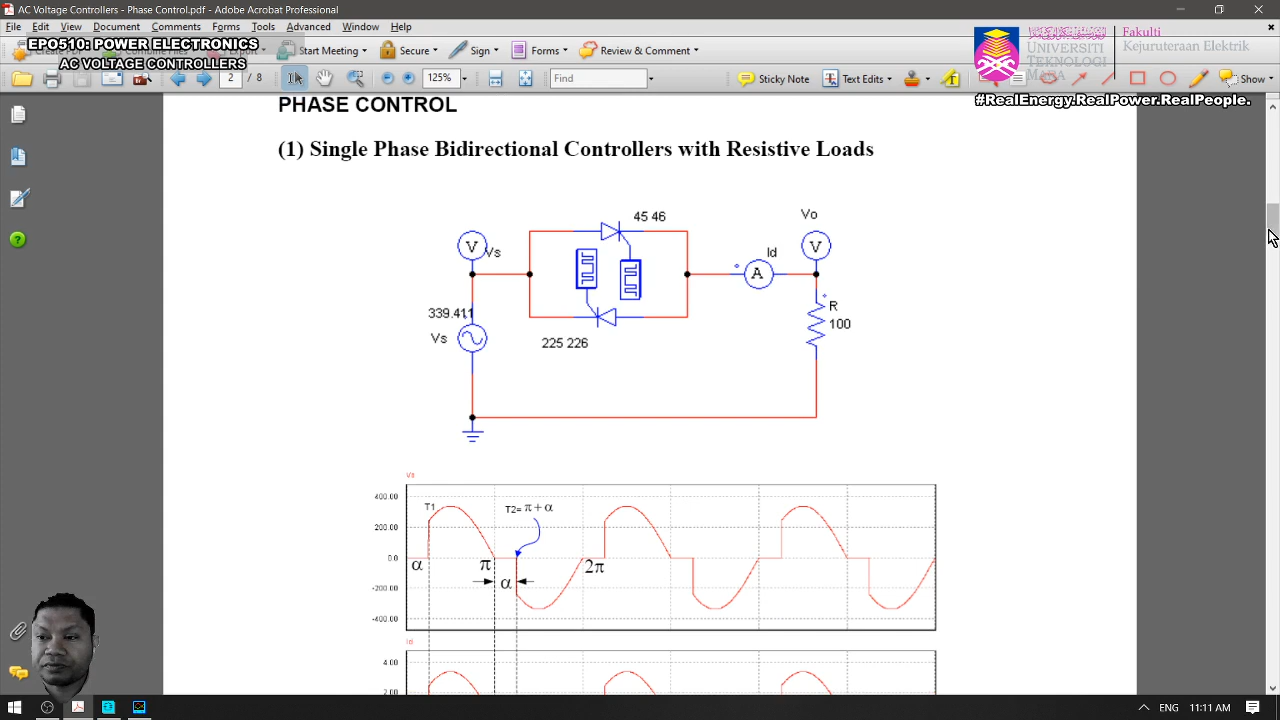 AC Voltage Controllers - Phase Control.pdf - Adobe Acrobat Professional
File Edit View Document Comments Forms Tools Advanced Window Help
EPO510: POWER ELECTRONICS
AC VOLTAGE CONTROLLERS
Start Meeting Secure Sign Forms Review & Comment
Fakulti
Kejuruteraan Elektrik
UNIVERSITI
TEKNOLOGI
MARA
2 / 8 125% Find Sticky Note Text Edits Show
#RealEnergy.RealPower.RealPeople.
PHASE CONTROL
(1) Single Phase Bidirectional Controllers with Resistive Loads
45 46
Vo
V
Vs
V
Id
A
339.411
Vs
R
100
225 226
Vs
400.00
200.00
0.0
-200.00
-400.00
T1
T2= π+α
α
π
α
2π
Id
4.00
2.00
ENG 11:11 AM